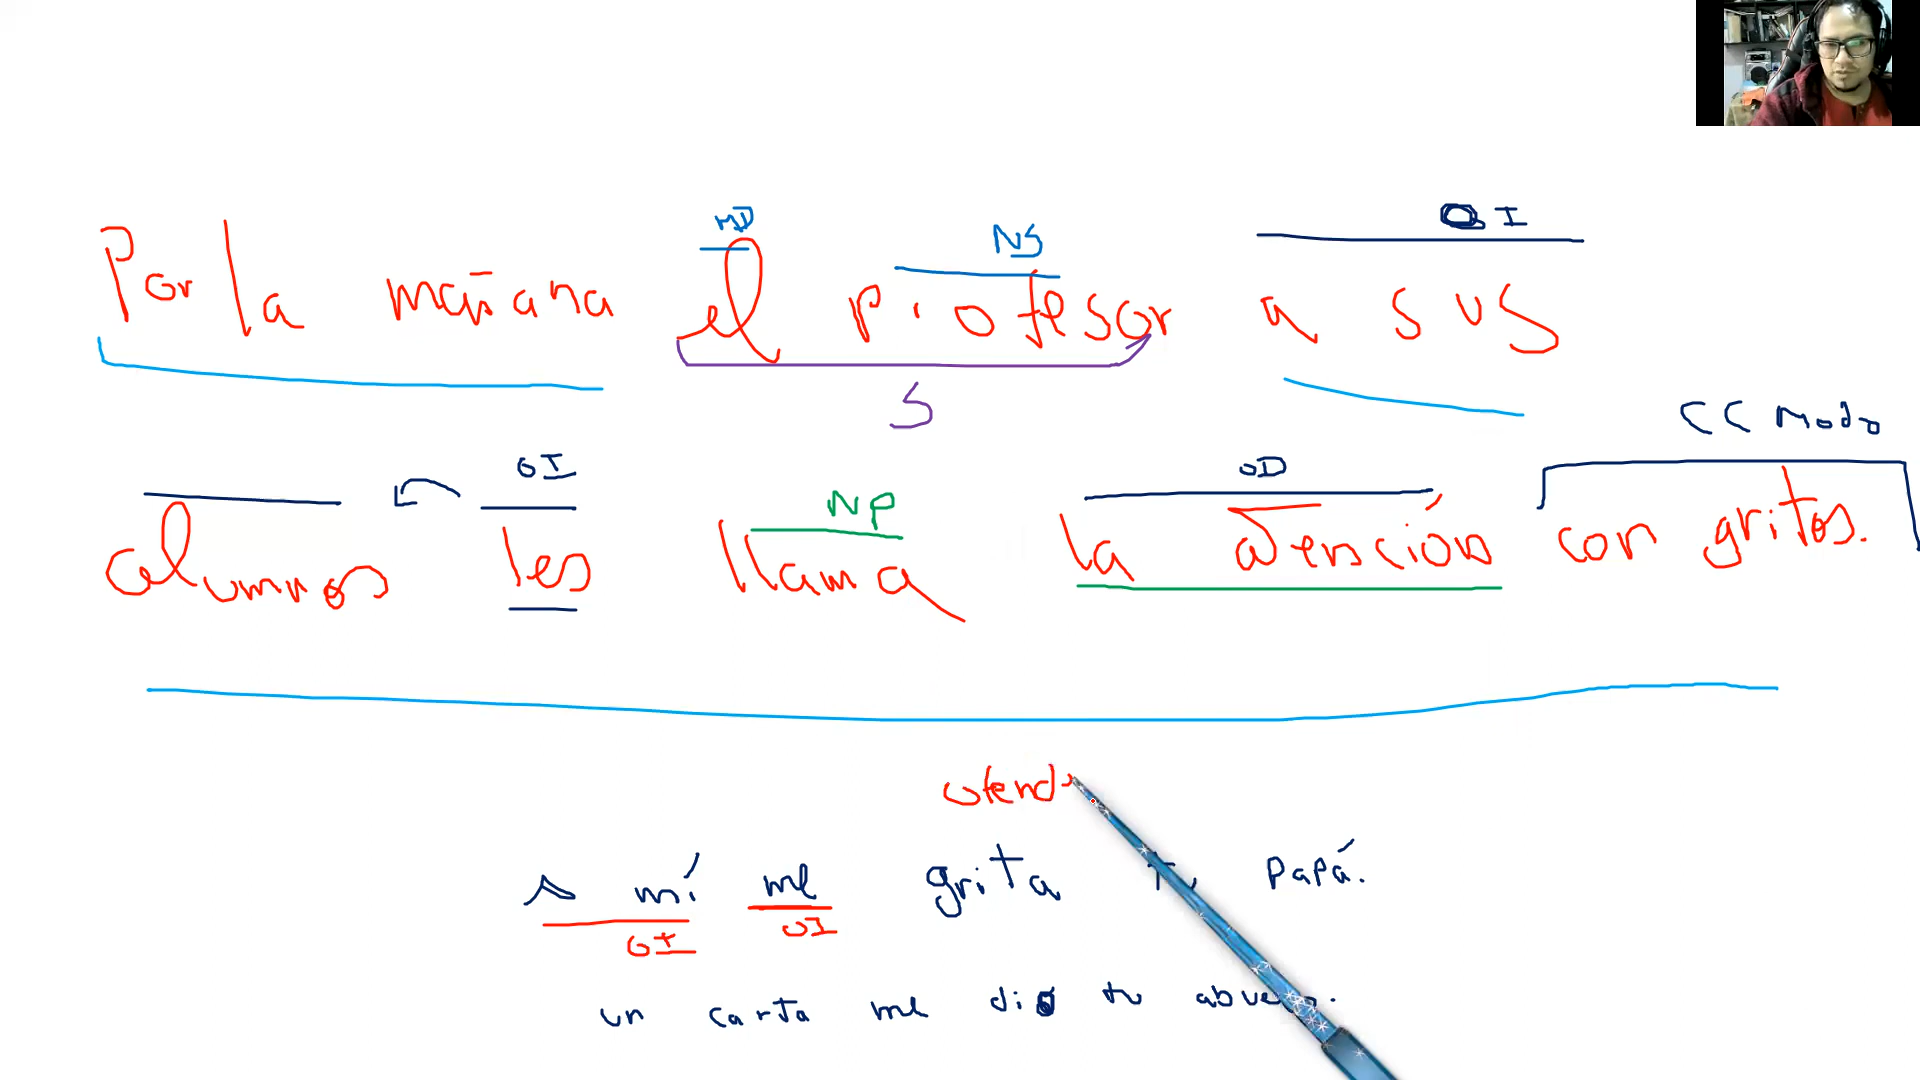 MD NS OI
Por la mañana el profesor a sus
S
CC Modo
OI NP OD
alumnos les llama la atención con gritos.
A mí me grita tu papá.
OI OI
un carta me dio tu abuelo.